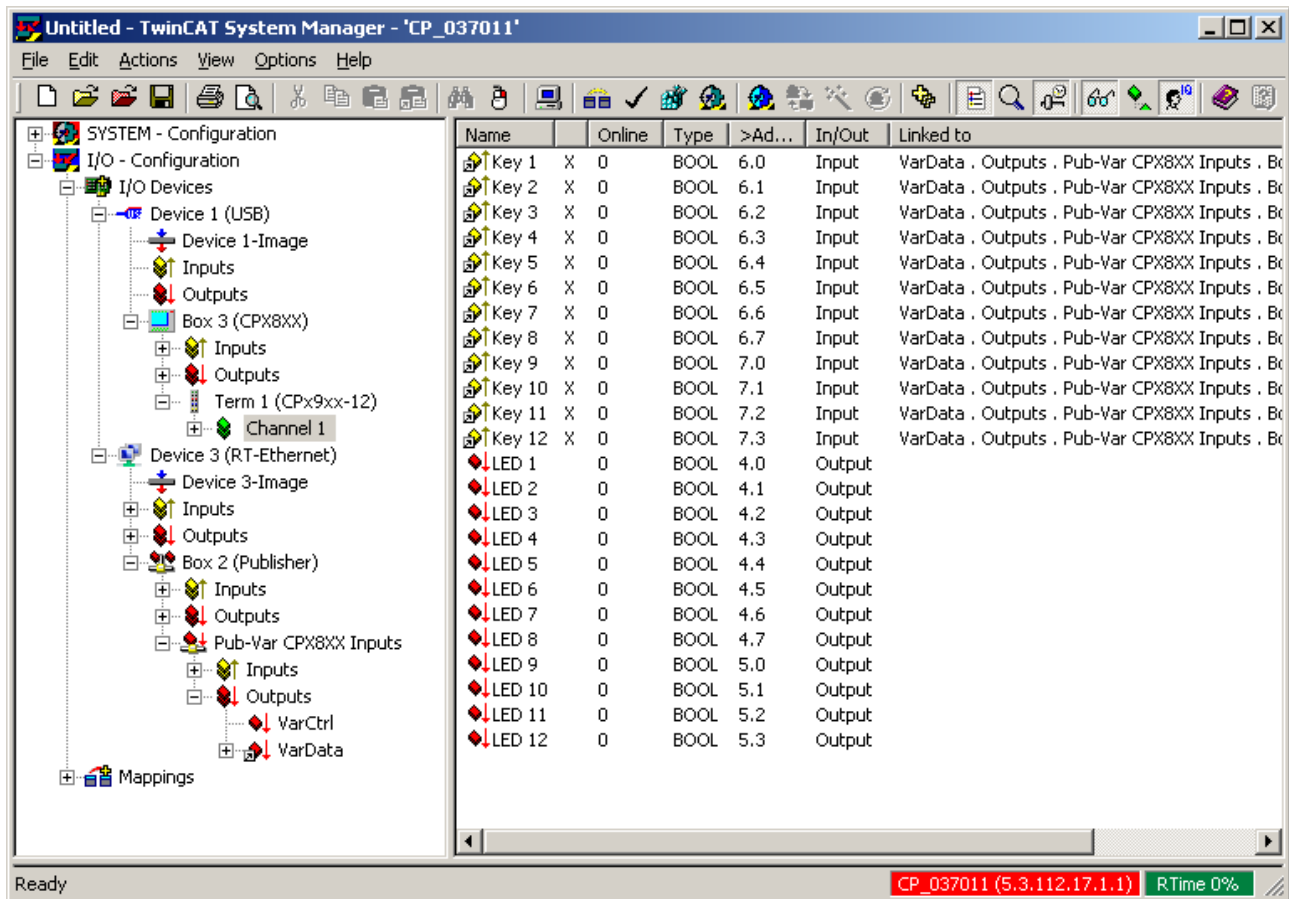 Untitled - TwinCAT System Manager - 'CP_037011'
File Edit Actions View Options Help
SYSTEM - Configuration
I/O - Configuration
I/O Devices
Device 1 (USB)
Device 1-Image
Inputs
Outputs
Box 3 (CPX8XX)
Inputs
Outputs
Term 1 (CPx9xx-12)
Channel 1
Device 3 (RT-Ethernet)
Device 3-Image
Inputs
Outputs
Box 2 (Publisher)
Inputs
Outputs
Pub-Var CPX8XX Inputs
Inputs
Outputs
VarCtrl
VarData
Mappings
Name Online Type >Ad... In/Out Linked to
Key 1 X 0 BOOL 6.0 Input VarData . Outputs . Pub-Var CPX8XX Inputs . Bo
Key 2 X 0 BOOL 6.1 Input VarData . Outputs . Pub-Var CPX8XX Inputs . Bo
Key 3 X 0 BOOL 6.2 Input VarData . Outputs . Pub-Var CPX8XX Inputs . Bo
Key 4 X 0 BOOL 6.3 Input VarData . Outputs . Pub-Var CPX8XX Inputs . Bo
Key 5 X 0 BOOL 6.4 Input VarData . Outputs . Pub-Var CPX8XX Inputs . Bo
Key 6 X 0 BOOL 6.5 Input VarData . Outputs . Pub-Var CPX8XX Inputs . Bo
Key 7 X 0 BOOL 6.6 Input VarData . Outputs . Pub-Var CPX8XX Inputs . Bo
Key 8 X 0 BOOL 6.7 Input VarData . Outputs . Pub-Var CPX8XX Inputs . Bo
Key 9 X 0 BOOL 7.0 Input VarData . Outputs . Pub-Var CPX8XX Inputs . Bo
Key 10 X 0 BOOL 7.1 Input VarData . Outputs . Pub-Var CPX8XX Inputs . Bo
Key 11 X 0 BOOL 7.2 Input VarData . Outputs . Pub-Var CPX8XX Inputs . Bo
Key 12 X 0 BOOL 7.3 Input VarData . Outputs . Pub-Var CPX8XX Inputs . Bo
LED 1 0 BOOL 4.0 Output
LED 2 0 BOOL 4.1 Output
LED 3 0 BOOL 4.2 Output
LED 4 0 BOOL 4.3 Output
LED 5 0 BOOL 4.4 Output
LED 6 0 BOOL 4.5 Output
LED 7 0 BOOL 4.6 Output
LED 8 0 BOOL 4.7 Output
LED 9 0 BOOL 5.0 Output
LED 10 0 BOOL 5.1 Output
LED 11 0 BOOL 5.2 Output
LED 12 0 BOOL 5.3 Output
Ready CP_037011 (5.3.112.17.1.1) RTime 0%